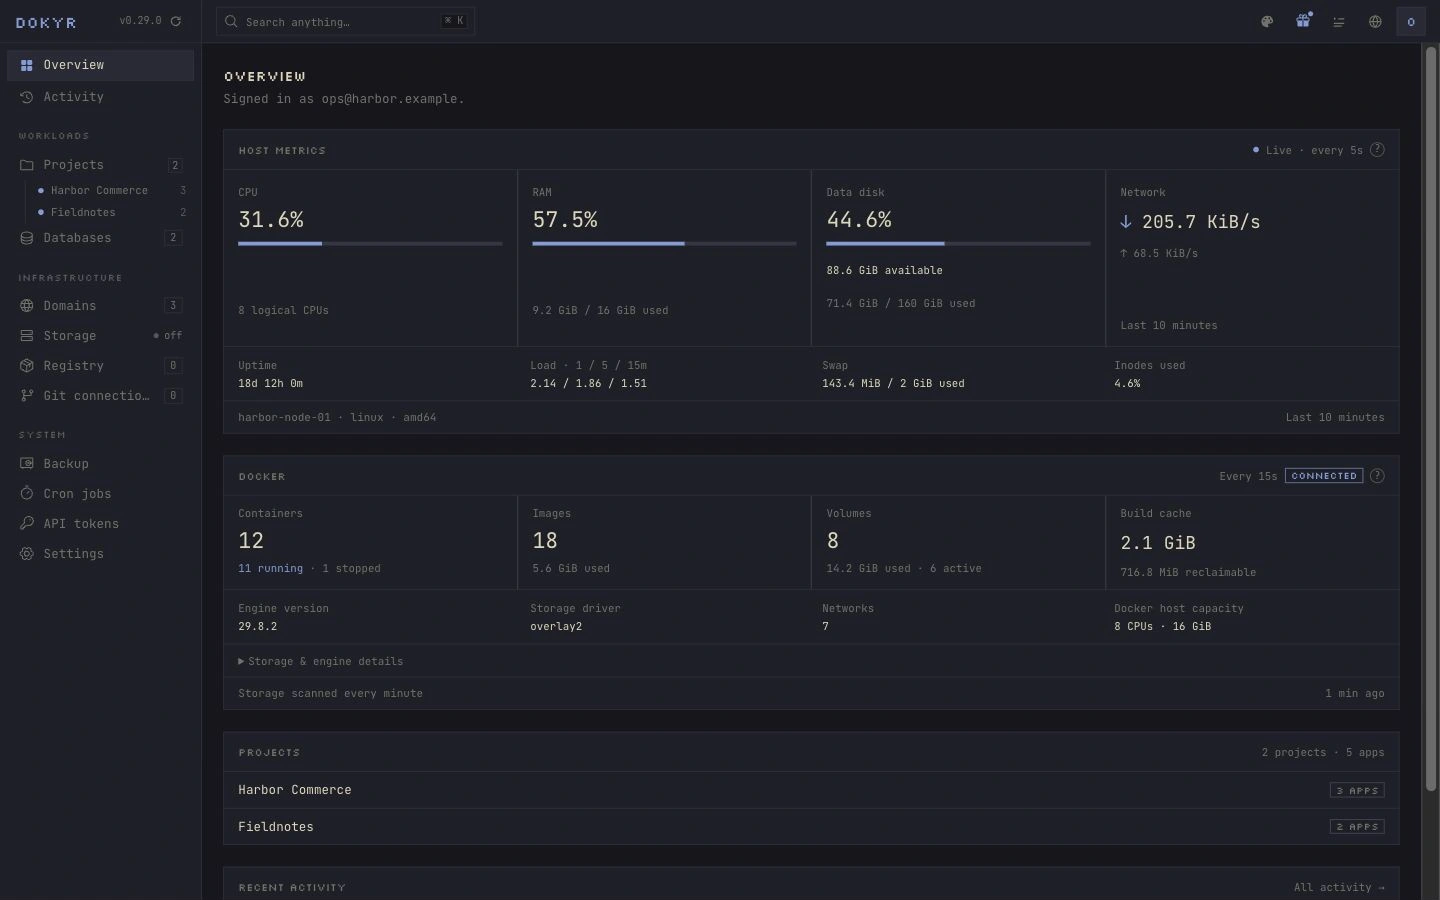 DOKYR
v0.29.0
Search anything…
⌘ K
O
Overview
Activity
WORKLOADS
Projects 2
Harbor Commerce 3
Fieldnotes 2
Databases 2
INFRASTRUCTURE
Domains 3
Storage off
Registry 0
Git connectio… 0
SYSTEM
Backup
Cron jobs
API tokens
Settings
OVERVIEW
Signed in as ops@harbor.example.
HOST METRICS
Live · every 5s ?
CPU
31.6%
8 logical CPUs
RAM
57.5%
9.2 GiB / 16 GiB used
Data disk
44.6%
88.6 GiB available
71.4 GiB / 160 GiB used
Network
↓ 205.7 KiB/s
↑ 68.5 KiB/s
Last 10 minutes
Uptime
18d 12h 0m
Load · 1 / 5 / 15m
2.14 / 1.86 / 1.51
Swap
143.4 MiB / 2 GiB used
Inodes used
4.6%
harbor-node-01 · linux · amd64
Last 10 minutes
DOCKER
Every 15s CONNECTED ?
Containers
12
11 running · 1 stopped
Images
18
5.6 GiB used
Volumes
8
14.2 GiB used · 6 active
Build cache
2.1 GiB
716.8 MiB reclaimable
Engine version
29.8.2
Storage driver
overlay2
Networks
7
Docker host capacity
8 CPUs · 16 GiB
▶ Storage & engine details
Storage scanned every minute
1 min ago
PROJECTS
2 projects · 5 apps
Harbor Commerce
3 APPS
Fieldnotes
2 APPS
RECENT ACTIVITY
All activity →